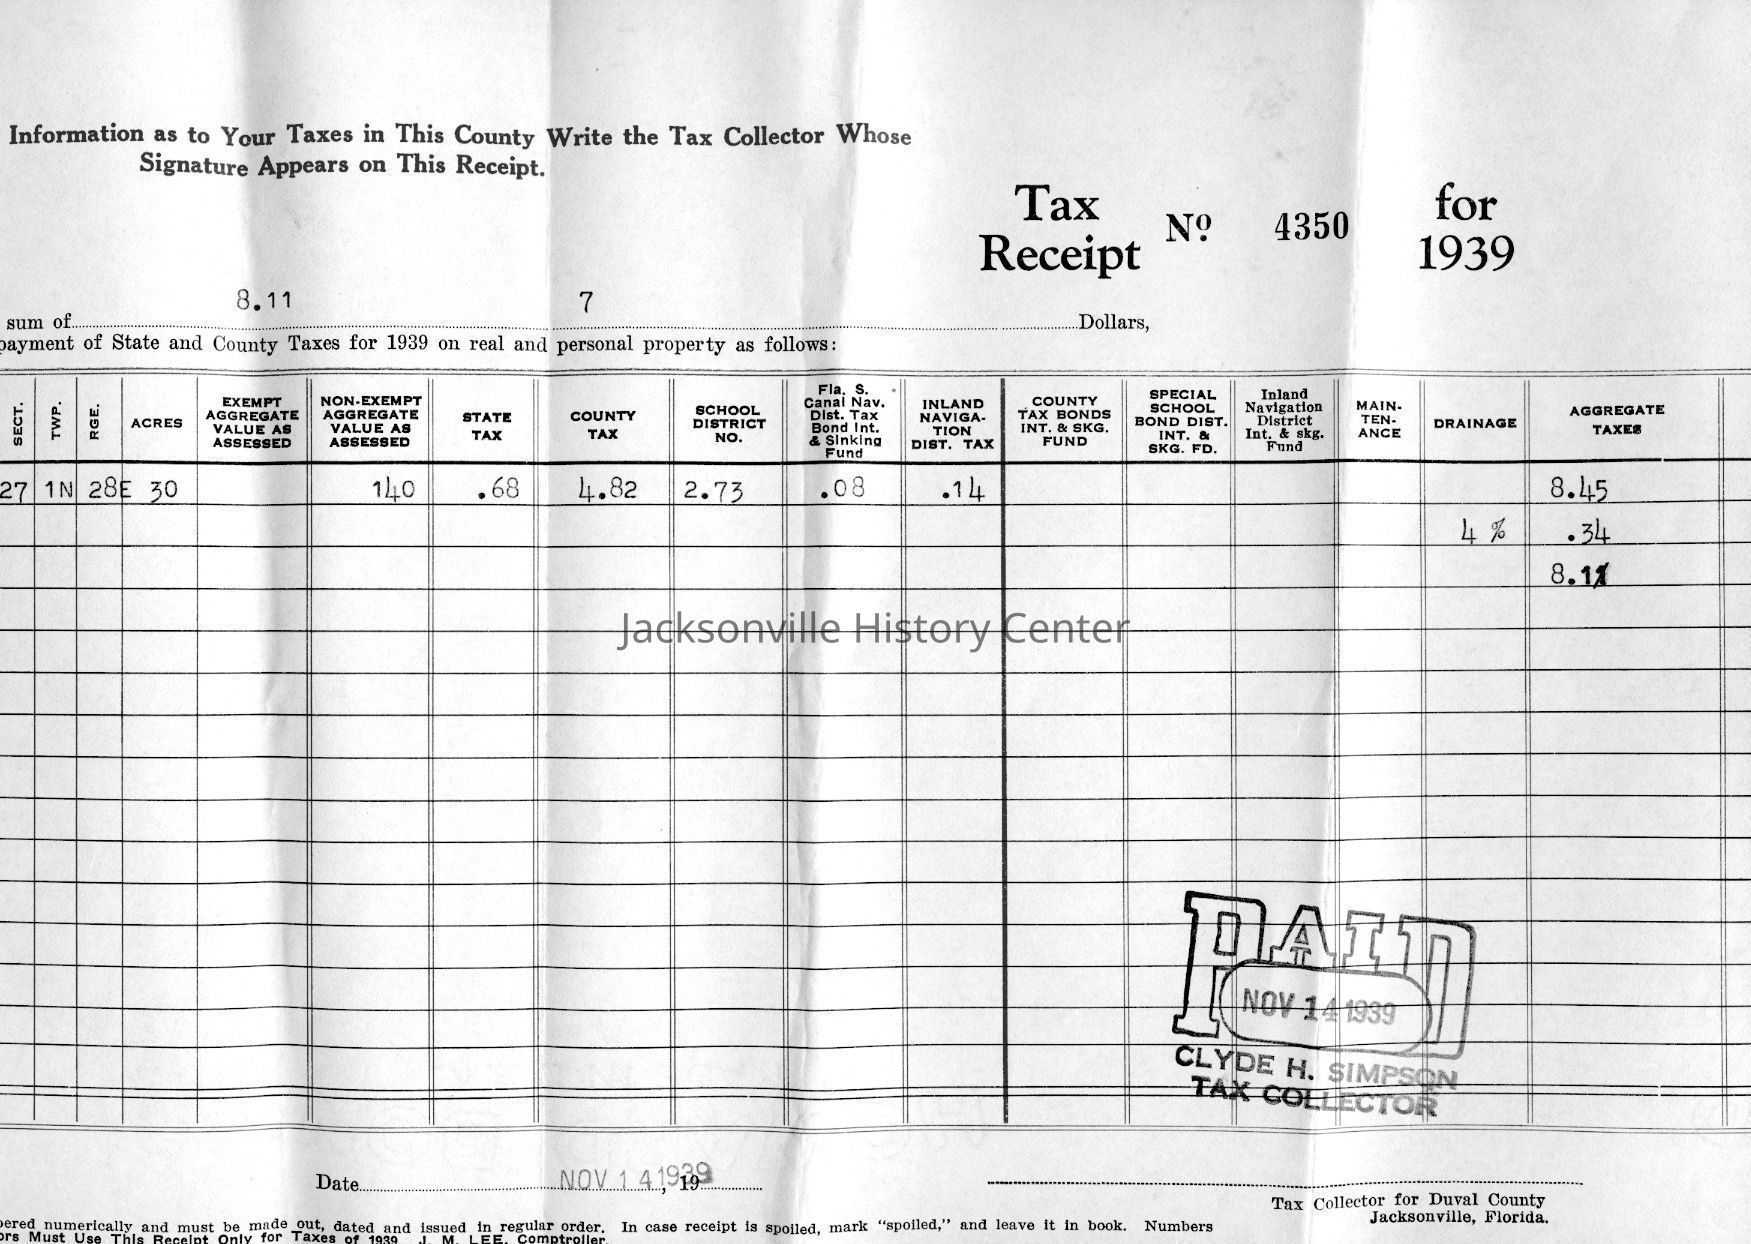 Information as to Your Taxes in This County Write the Tax Collector Whose
Signature Appears on This Receipt.
Tax Receipt No 4350 for 1939
8.11 7
sum of Dollars,
payment of State and County Taxes for 1939 on real and personal property as follows:
SECT.
TWP.
RGE.
ACRES
EXEMPT
AGGREGATE
VALUE AS
ASSESSED
NON-EXEMPT
AGGREGATE
VALUE AS
ASSESSED
STATE
TAX
COUNTY
TAX
SCHOOL
DISTRICT
NO.
Fla. S.
Canal Nav.
Dist. Tax
Bond Int.
& Sinking
Fund
INLAND
NAVIGA-
TION
DIST. TAX
COUNTY
TAX BONDS
INT. & SKG.
FUND
SPECIAL
SCHOOL
BOND DIST.
INT. &
SKG. FD.
Inland
Navigation
District
Int. & skg.
Fund
MAIN-
TEN-
ANCE
DRAINAGE
AGGREGATE
TAXES
27 1N 28E 30 140 .68 4.82 2.73 .08 .14 8.45
4 % .34
8.11
Jacksonville History Center
PAID
NOV 14 1939
CLYDE H. SIMPSON
TAX COLLECTOR
Date NOV 14 1939, 19
Tax Collector for Duval County
Jacksonville, Florida.
bered numerically and must be made out, dated and issued in regular order. In case receipt is spoiled, mark "spoiled," and leave it in book. Numbers
ors Must Use This Receipt Only for Taxes of 1939 J. M. LEE, Comptroller.